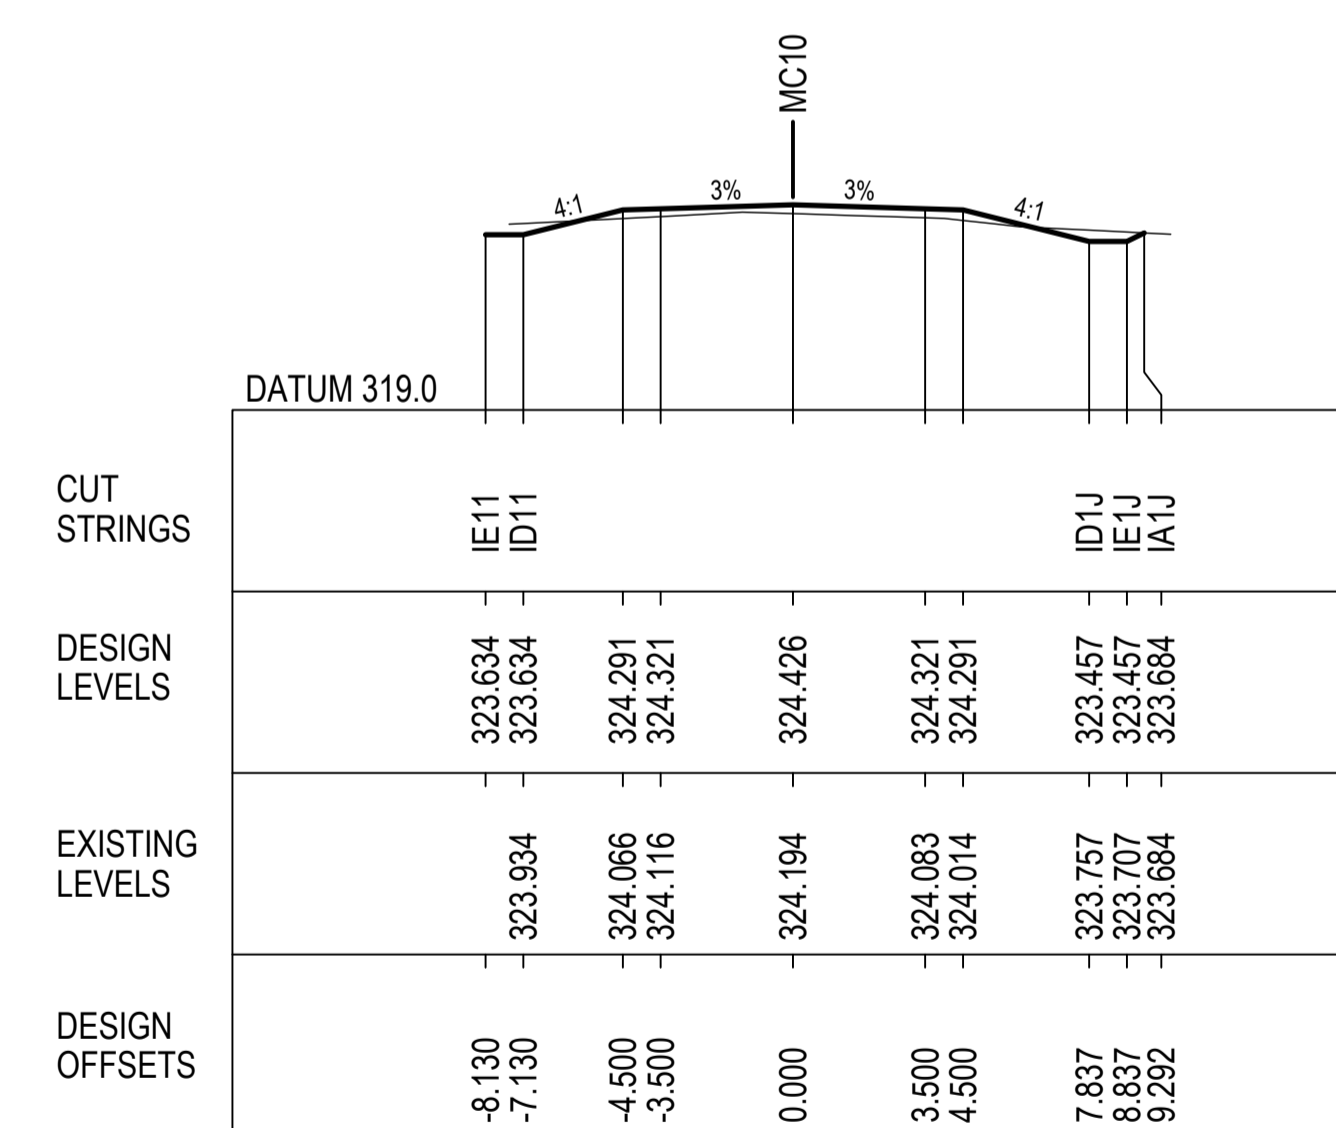 MC10
4:1
3%
3%
4:1
DATUM 319.0
CUT
STRINGS
IE11
ID11
ID1J
IE1J
IA1J
DESIGN
LEVELS
323.634
323.634
324.291
324.321
324.426
324.321
324.291
323.457
323.457
323.684
EXISTING
LEVELS
323.934
324.066
324.116
324.194
324.083
324.014
323.757
323.707
323.684
DESIGN
OFFSETS
-8.130
-7.130
-4.500
-3.500
0.000
3.500
4.500
7.837
8.837
9.292